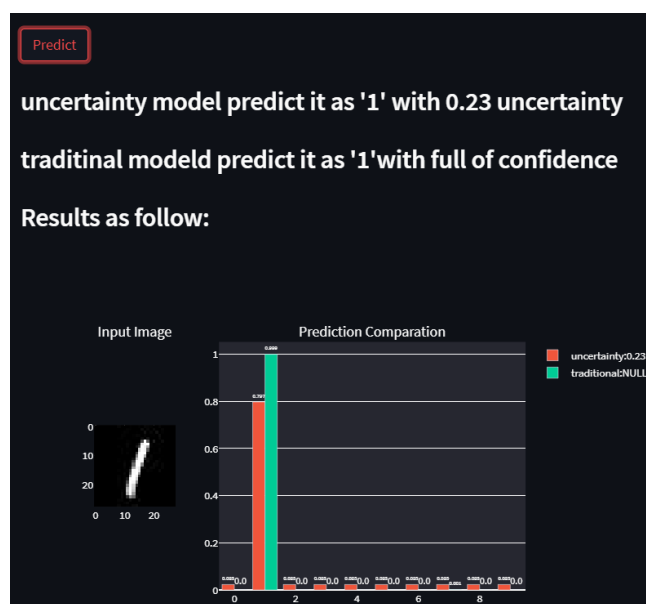 Predict
uncertainty model predict it as '1' with 0.23 uncertainty
traditinal modeld predict it as '1'with full of confidence
Results as follow:
Input Image
Prediction Comparation
0
10
20
0 10 20
1
0.8
0.6
0.4
0.2
0
0.797
0.0 0.0 0.0 0.0 0.0 0.0 0.001 0.0 0.0
0 2 4 6 8
uncertainty:0.23
traditional:NULL